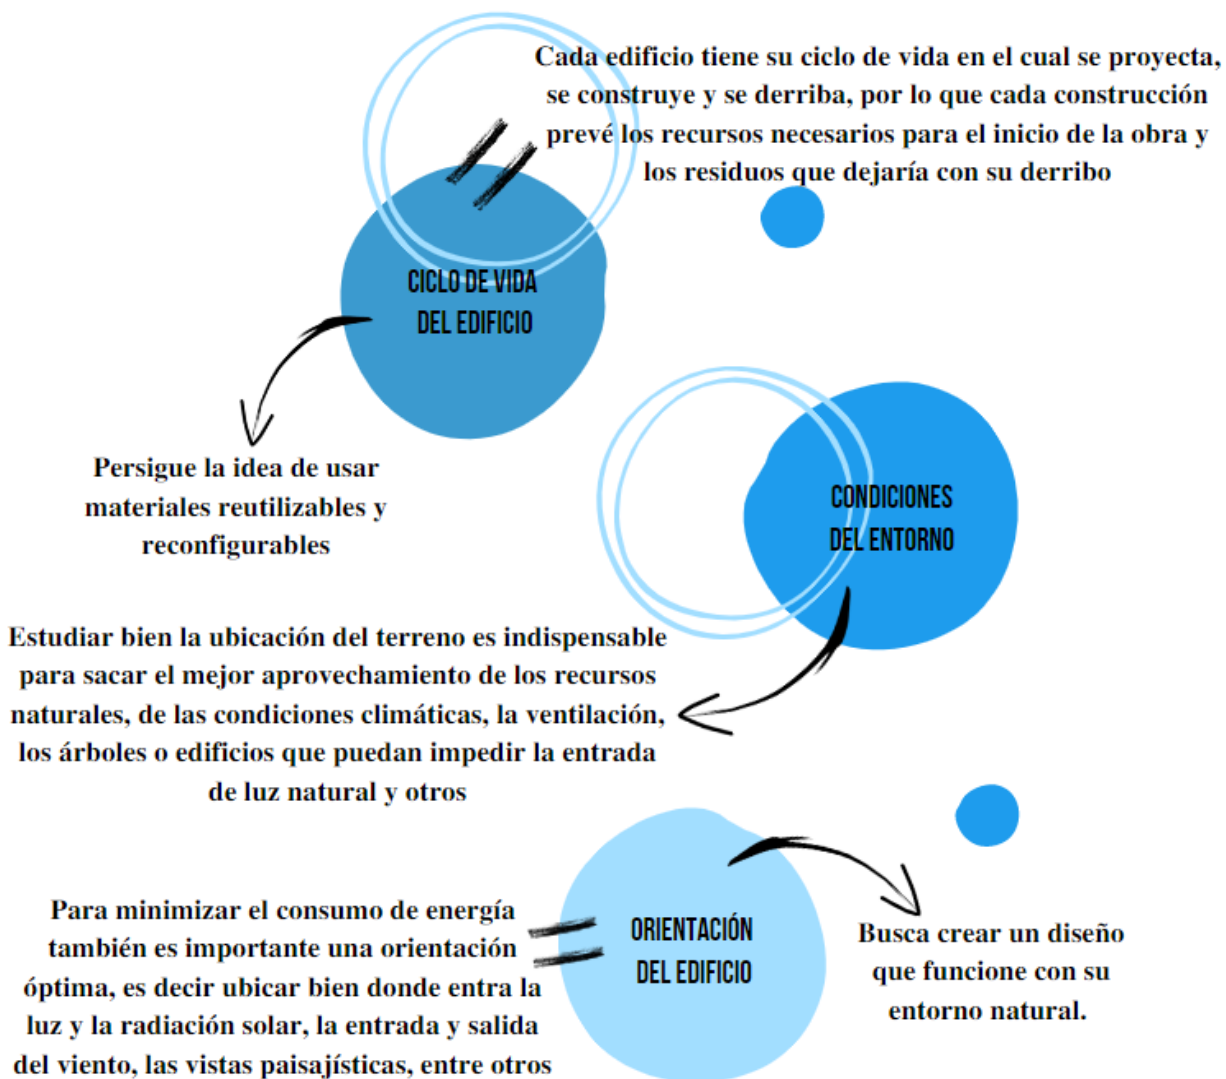 Cada edificio tiene su ciclo de vida en el cual se proyecta,
se construye y se derriba, por lo que cada construcción
prevé los recursos necesarios para el inicio de la obra y
los residuos que dejaría con su derribo
CICLO DE VIDA
DEL EDIFICIO
Persigue la idea de usar
materiales reutilizables y
reconfigurables
CONDICIONES
DEL ENTORNO
Estudiar bien la ubicación del terreno es indispensable
para sacar el mejor aprovechamiento de los recursos
naturales, de las condiciones climáticas, la ventilación,
los árboles o edificios que puedan impedir la entrada
de luz natural y otros
ORIENTACIÓN
DEL EDIFICIO
Para minimizar el consumo de energía
también es importante una orientación
óptima, es decir ubicar bien donde entra la
luz y la radiación solar, la entrada y salida
del viento, las vistas paisajísticas, entre otros
Busca crear un diseño
que funcione con su
entorno natural.